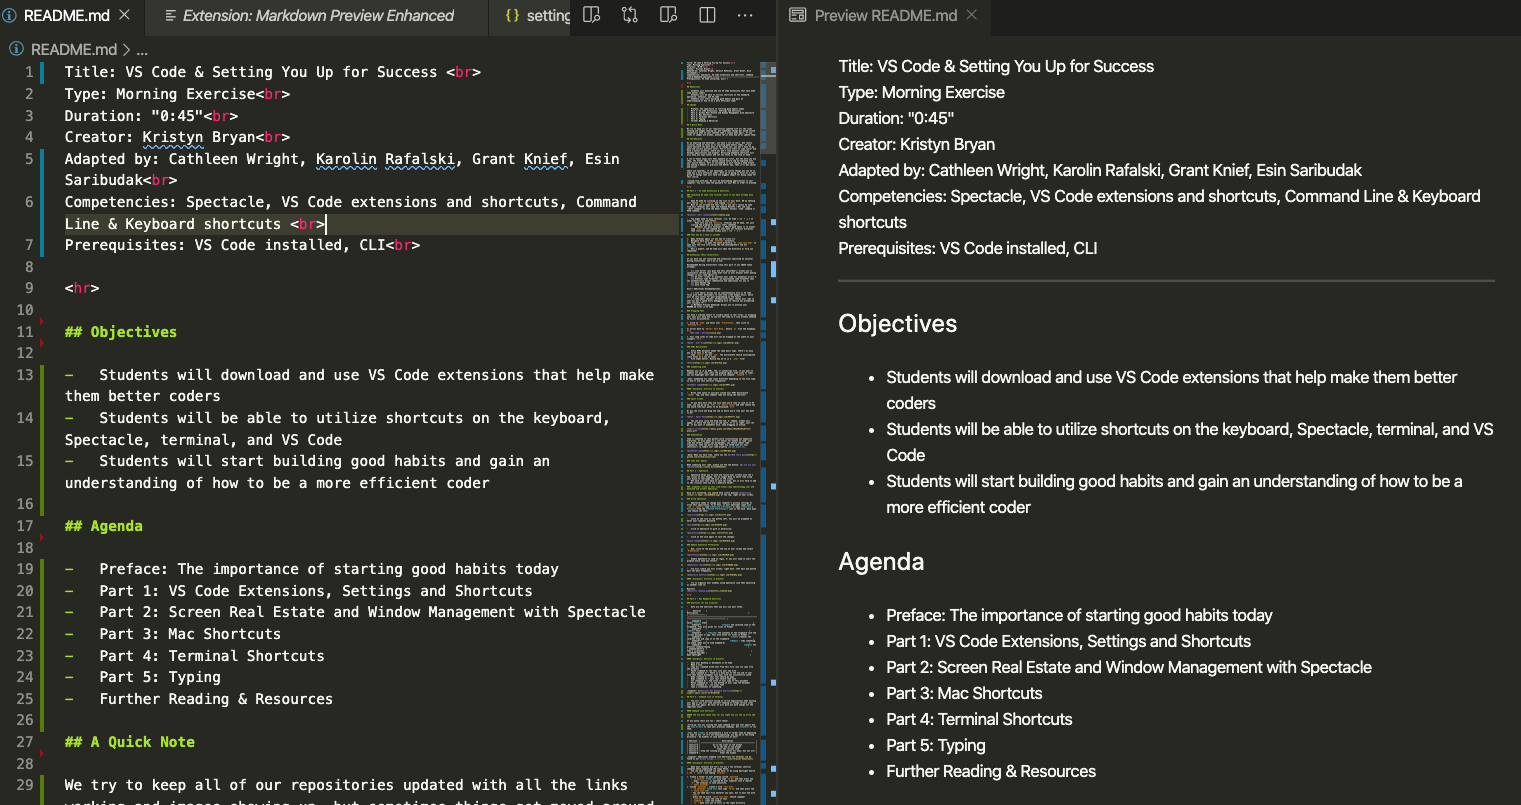 README.md
Extension: Markdown Preview Enhanced
{} setting
Preview README.md
README.md > ...
1 Title: VS Code & Setting You Up for Success <br>
2 Type: Morning Exercise<br>
3 Duration: "0:45"<br>
4 Creator: Kristyn Bryan<br>
5 Adapted by: Cathleen Wright, Karolin Rafalski, Grant Knief, Esin
Saribudak<br>
6 Competencies: Spectacle, VS Code extensions and shortcuts, Command
Line & Keyboard shortcuts <br>
7 Prerequisites: VS Code installed, CLI<br>
8
9 <hr>
10
11 ## Objectives
12
13 - Students will download and use VS Code extensions that help make
them better coders
14 - Students will be able to utilize shortcuts on the keyboard,
Spectacle, terminal, and VS Code
15 - Students will start building good habits and gain an
understanding of how to be a more efficient coder
16
17 ## Agenda
18
19 - Preface: The importance of starting good habits today
20 - Part 1: VS Code Extensions, Settings and Shortcuts
21 - Part 2: Screen Real Estate and Window Management with Spectacle
22 - Part 3: Mac Shortcuts
23 - Part 4: Terminal Shortcuts
24 - Part 5: Typing
25 - Further Reading & Resources
26
27 ## A Quick Note
28
29 We try to keep all of our repositories updated with all the links
Title: VS Code & Setting You Up for Success
Type: Morning Exercise
Duration: "0:45"
Creator: Kristyn Bryan
Adapted by: Cathleen Wright, Karolin Rafalski, Grant Knief, Esin Saribudak
Competencies: Spectacle, VS Code extensions and shortcuts, Command Line & Keyboard
shortcuts
Prerequisites: VS Code installed, CLI
Objectives
• Students will download and use VS Code extensions that help make them better
coders
• Students will be able to utilize shortcuts on the keyboard, Spectacle, terminal, and VS
Code
• Students will start building good habits and gain an understanding of how to be a
more efficient coder
Agenda
• Preface: The importance of starting good habits today
• Part 1: VS Code Extensions, Settings and Shortcuts
• Part 2: Screen Real Estate and Window Management with Spectacle
• Part 3: Mac Shortcuts
• Part 4: Terminal Shortcuts
• Part 5: Typing
• Further Reading & Resources